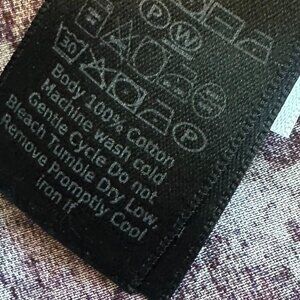 P W
30 P
Body 100% Cotton
Machine wash cold
Gentle Cycle Do not
Bleach Tumble Dry Low,
Remove Promptly Cool
iron If